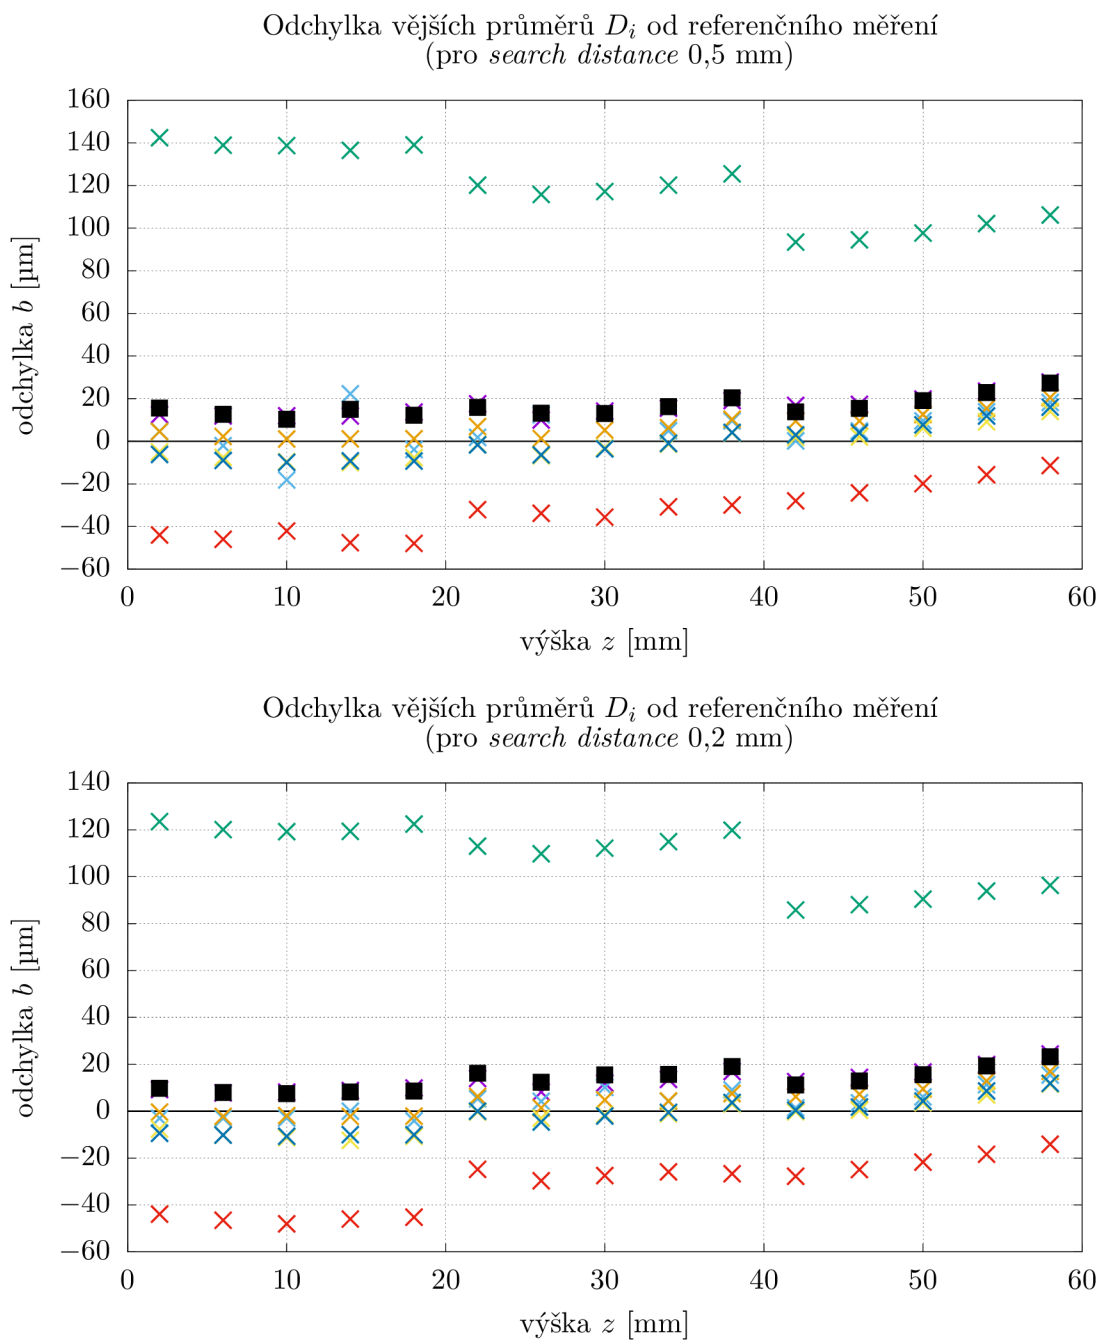 Odchylka vějších průměrů Di od referenčního měření
(pro search distance 0,5 mm)
160
140
120
100
80
60
40
20
0
−20
−40
−60
odchylka b [µm]
0 10 20 30 40 50 60
výška z [mm]
Odchylka vějších průměrů Di od referenčního měření
(pro search distance 0,2 mm)
140
120
100
80
60
40
20
0
−20
−40
−60
odchylka b [µm]
0 10 20 30 40 50 60
výška z [mm]